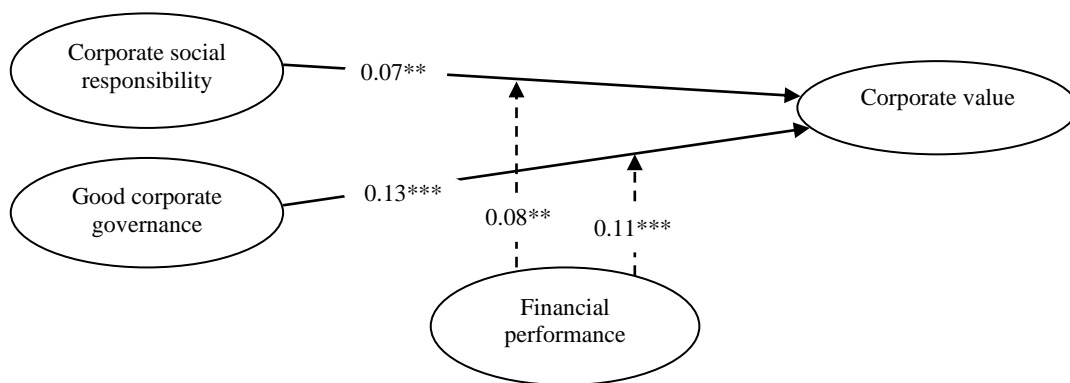 Corporate social
responsibility
0.07**
Corporate value
Good corporate
governance
0.13***
0.08**
0.11***
Financial
performance